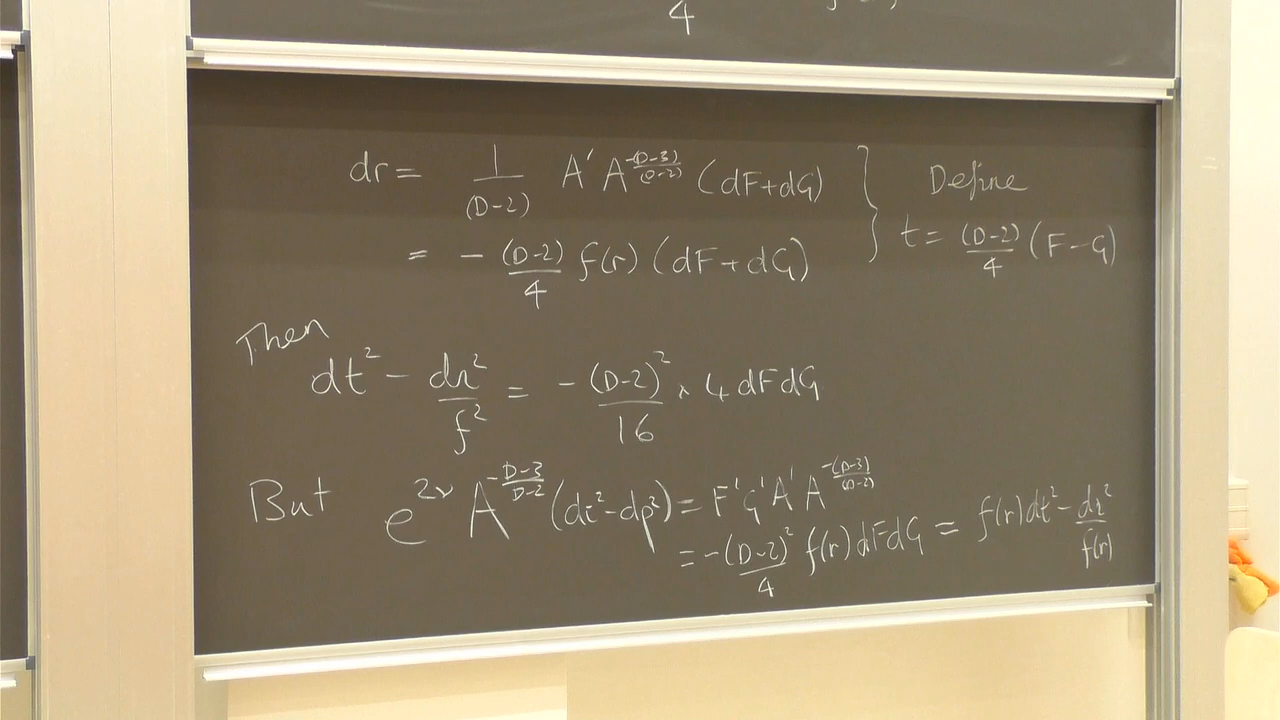 4
dr = 1/(D-2) A' A^{-(D-3)/(D-2)} (dF+dG) } Define
= - (D-2)/4 f(r) (dF+dG) t = (D-2)/4 (F-G)
Then
dt² - dr²/f² = - (D-2)²/16 × 4 dF dG
But e^{2ν} A^{-(D-3)/(D-2)} (dτ²-dρ²) = F'G'A'A^{-(D-3)/(D-2)}
= -(D-2)²/4 f(r) dF dG = f(r)dt² - dr²/f(r)